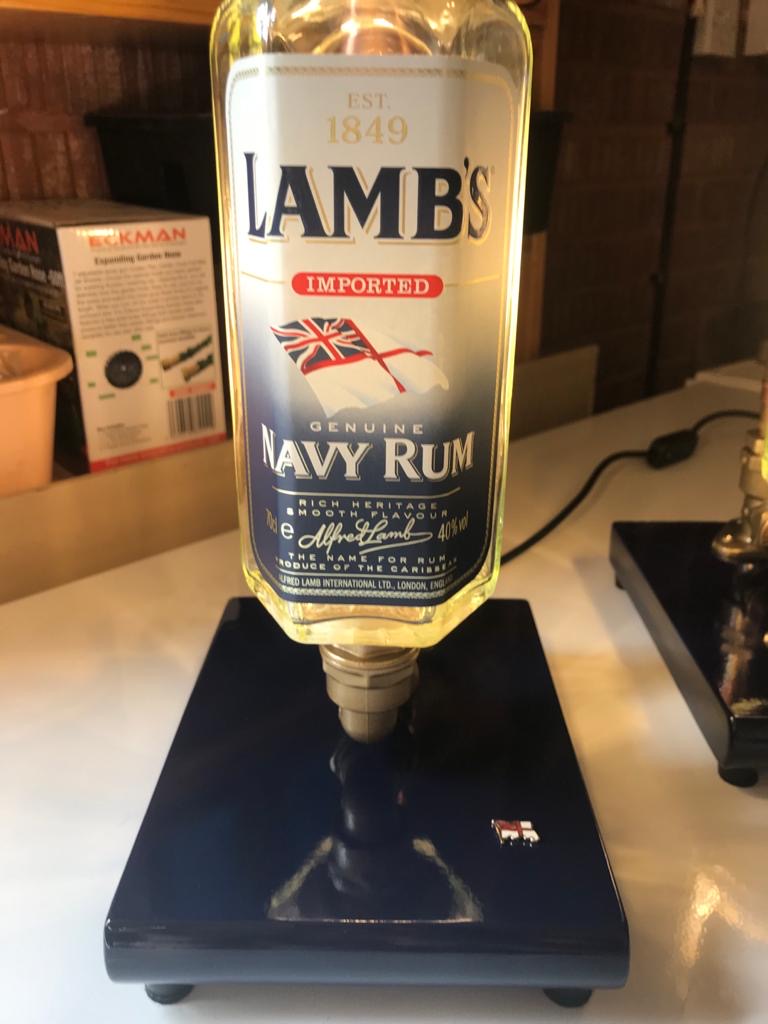 EST.
1849
LAMB'S
IMPORTED
GENUINE
NAVY RUM
RICH HERITAGE
SMOOTH FLAVOUR
70cl e Alfred Lamb 40% vol
THE NAME FOR RUM
PRODUCE OF THE CARIBBEAN
ALFRED LAMB INTERNATIONAL LTD., LONDON, ENGLAND
ECKMAN
Expanding Garden Hose
MAN